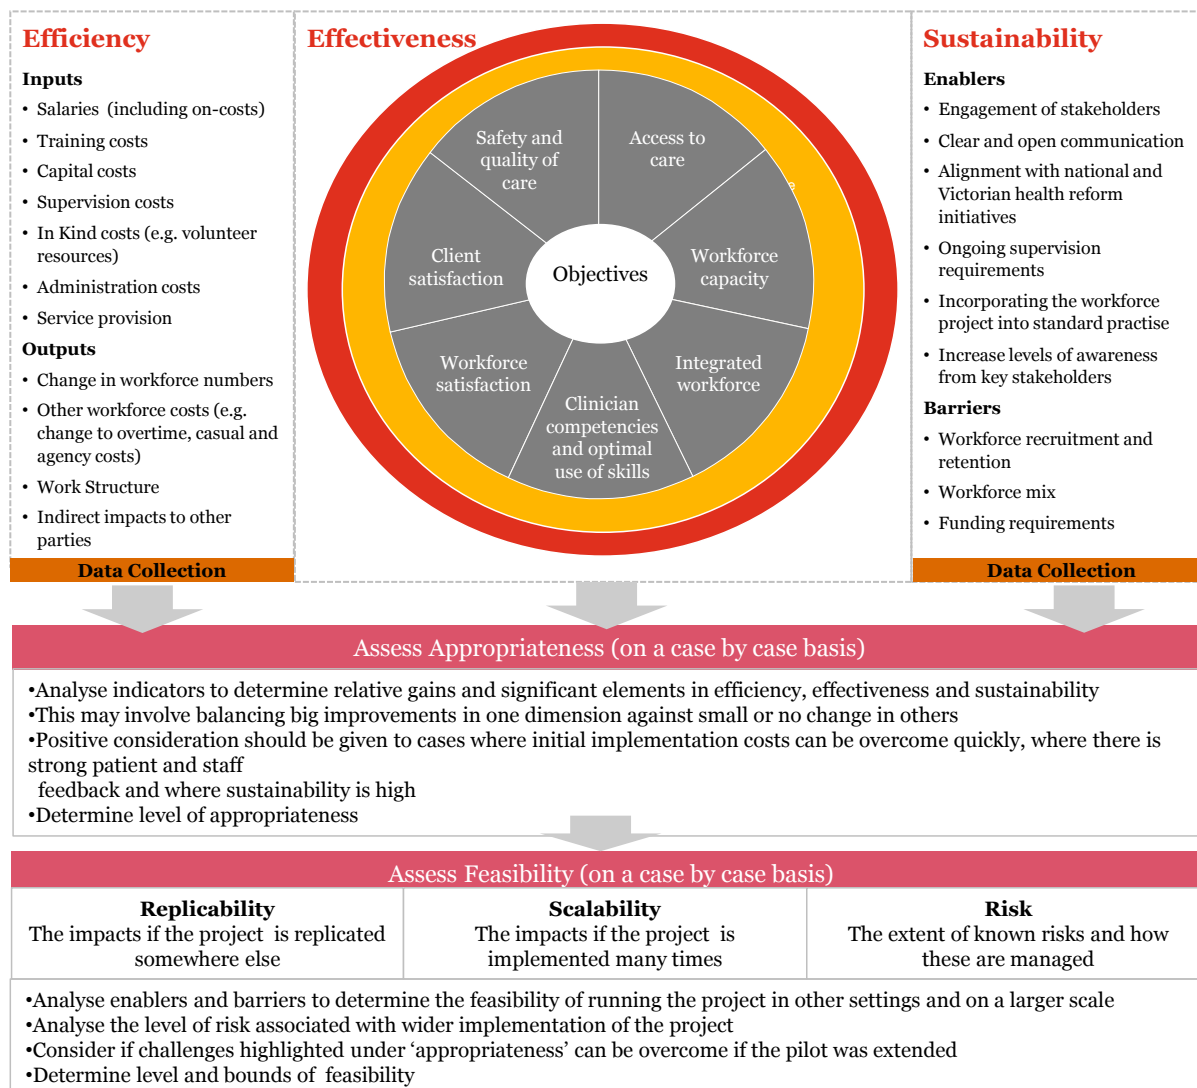 Efficiency
Inputs
• Salaries (including on-costs)
• Training costs
• Capital costs
• Supervision costs
• In Kind costs (e.g. volunteer
resources)
• Administration costs
• Service provision
Outputs
• Change in workforce numbers
• Other workforce costs (e.g.
change to overtime, casual and
agency costs)
• Work Structure
• Indirect impacts to other
parties
Data Collection
Effectiveness
Safety and
quality of
care
Access to
care
Client
satisfaction
Objectives
Workforce
capacity
Workforce
satisfaction
Integrated
workforce
Clinician
competencies
and optimal
use of skills
Sustainability
Enablers
• Engagement of stakeholders
• Clear and open communication
• Alignment with national and
Victorian health reform
initiatives
• Ongoing supervision
requirements
• Incorporating the workforce
project into standard practise
• Increase levels of awareness
from key stakeholders
Barriers
• Workforce recruitment and
retention
• Workforce mix
• Funding requirements
Data Collection
Assess Appropriateness (on a case by case basis)
•Analyse indicators to determine relative gains and significant elements in efficiency, effectiveness and sustainability
•This may involve balancing big improvements in one dimension against small or no change in others
•Positive consideration should be given to cases where initial implementation costs can be overcome quickly, where there is
strong patient and staff
feedback and where sustainability is high
•Determine level of appropriateness
Assess Feasibility (on a case by case basis)
Replicability
The impacts if the project is replicated
somewhere else
Scalability
The impacts if the project is
implemented many times
Risk
The extent of known risks and how
these are managed
•Analyse enablers and barriers to determine the feasibility of running the project in other settings and on a larger scale
•Analyse the level of risk associated with wider implementation of the project
•Consider if challenges highlighted under ‘appropriateness’ can be overcome if the pilot was extended
•Determine level and bounds of feasibility